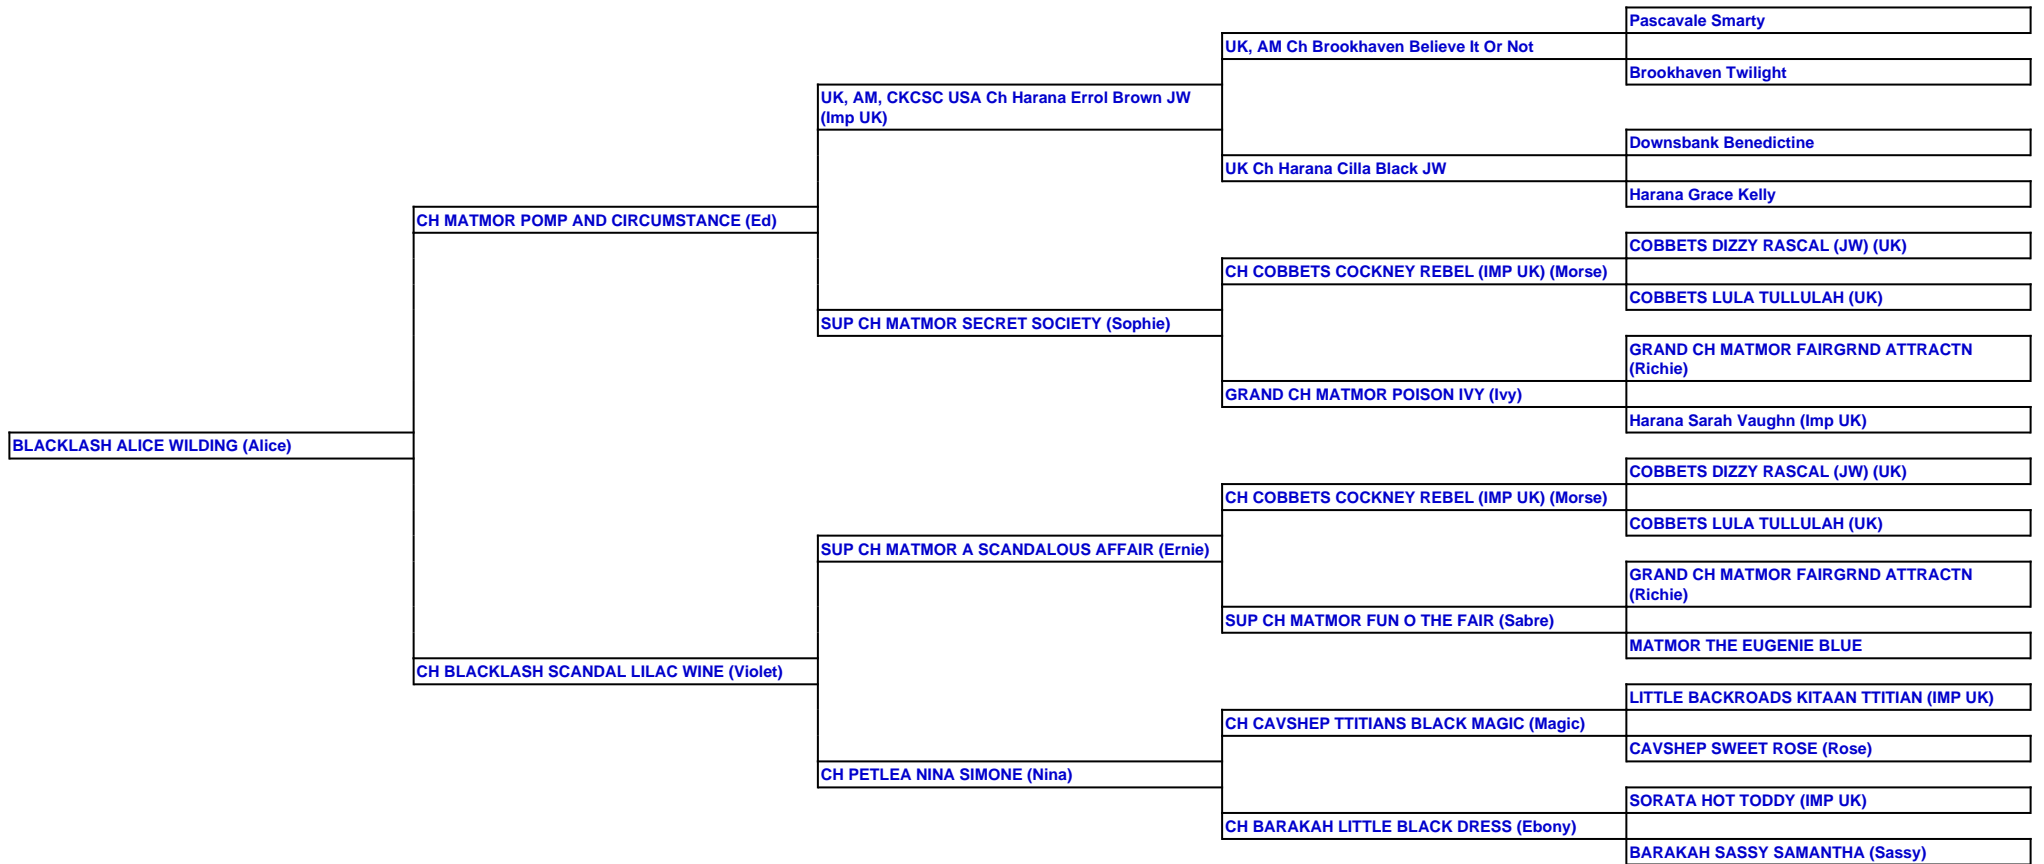 Pascavale Smarty
UK, AM Ch Brookhaven Believe It Or Not
Brookhaven Twilight
UK, AM, CKCSC USA Ch Harana Errol Brown JW
(Imp UK)
Downsbank Benedictine
UK Ch Harana Cilla Black JW
Harana Grace Kelly
CH MATMOR POMP AND CIRCUMSTANCE (Ed)
COBBETS DIZZY RASCAL (JW) (UK)
CH COBBETS COCKNEY REBEL (IMP UK) (Morse)
COBBETS LULA TULLULAH (UK)
SUP CH MATMOR SECRET SOCIETY (Sophie)
GRAND CH MATMOR FAIRGRND ATTRACTN
(Richie)
GRAND CH MATMOR POISON IVY (Ivy)
Harana Sarah Vaughn (Imp UK)
BLACKLASH ALICE WILDING (Alice)
COBBETS DIZZY RASCAL (JW) (UK)
CH COBBETS COCKNEY REBEL (IMP UK) (Morse)
COBBETS LULA TULLULAH (UK)
SUP CH MATMOR A SCANDALOUS AFFAIR (Ernie)
GRAND CH MATMOR FAIRGRND ATTRACTN
(Richie)
SUP CH MATMOR FUN O THE FAIR (Sabre)
MATMOR THE EUGENIE BLUE
CH BLACKLASH SCANDAL LILAC WINE (Violet)
LITTLE BACKROADS KITAAN TTITIAN (IMP UK)
CH CAVSHEP TTITIANS BLACK MAGIC (Magic)
CAVSHEP SWEET ROSE (Rose)
CH PETLEA NINA SIMONE (Nina)
SORATA HOT TODDY (IMP UK)
CH BARAKAH LITTLE BLACK DRESS (Ebony)
BARAKAH SASSY SAMANTHA (Sassy)